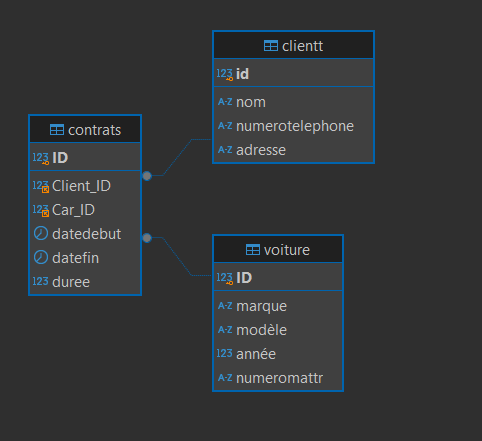 clientt
123 id
A-Z nom
A-Z numerotelephone
A-Z adresse
contrats
123 ID
123 Client_ID
123 Car_ID
datedebut
datefin
123 duree
voiture
123 ID
A-Z marque
A-Z modèle
123 année
A-Z numeromattr